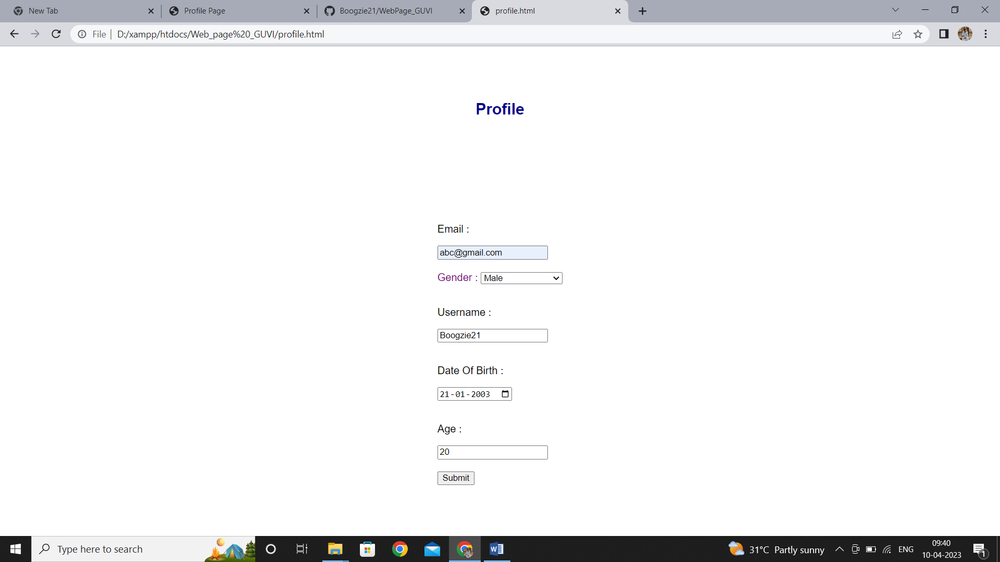 New Tab
Profile Page
Boogzie21/WebPage_GUVI
profile.html
File | D:/xampp/htdocs/Web_page%20_GUVI/profile.html
Profile
Email :
abc@gmail.com
Gender : Male
Username :
Boogzie21
Date Of Birth :
21-01-2003
Age :
20
Submit
Type here to search
31°C Partly sunny
ENG
09:40
10-04-2023
1